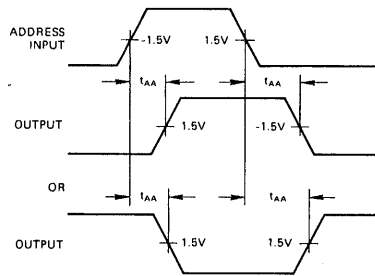 ADDRESS
INPUT
-1.5V
1.5V
tAA
tAA
OUTPUT
1.5V
-1.5V
OR
tAA
tAA
OUTPUT
1.5V
1.5V